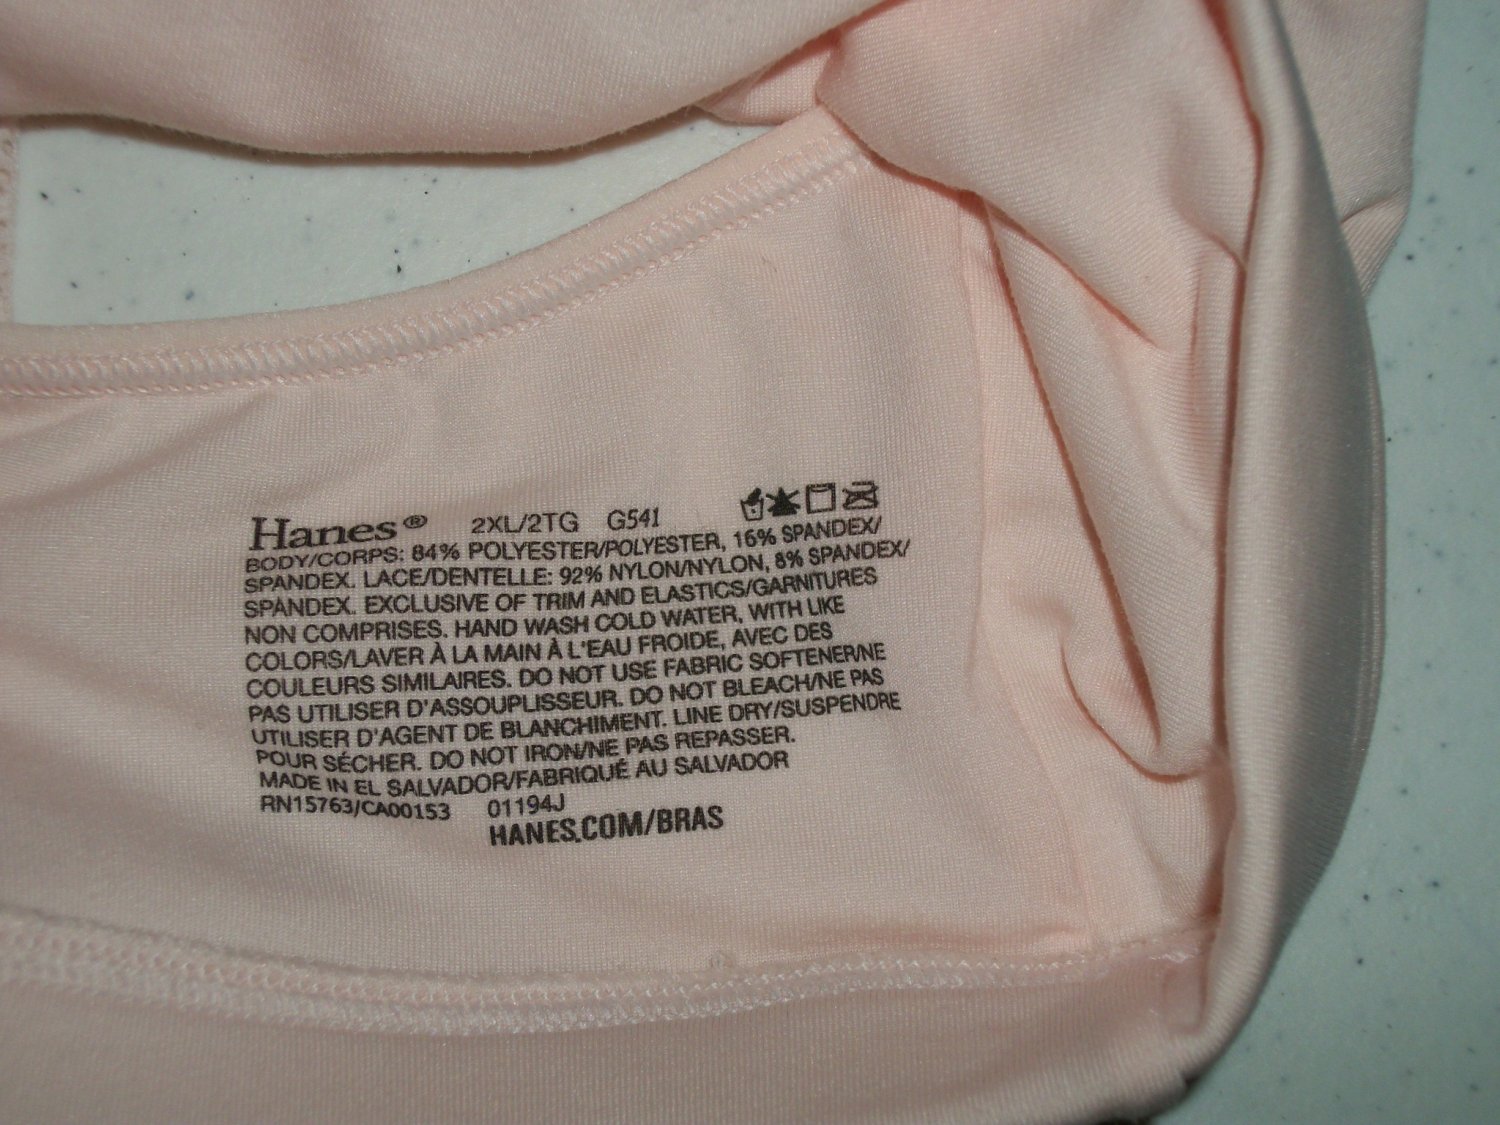 Hanes® 2XL/2TG G541
BODY/CORPS: 84% POLYESTER/POLYESTER, 16% SPANDEX/
SPANDEX. LACE/DENTELLE: 92% NYLON/NYLON, 8% SPANDEX/
SPANDEX. EXCLUSIVE OF TRIM AND ELASTICS/GARNITURES
NON COMPRISES. HAND WASH COLD WATER, WITH LIKE
COLORS/LAVER À LA MAIN À L'EAU FROIDE, AVEC DES
COULEURS SIMILAIRES. DO NOT USE FABRIC SOFTENER/NE
PAS UTILISER D'ASSOUPLISSEUR. DO NOT BLEACH/NE PAS
UTILISER D'AGENT DE BLANCHIMENT. LINE DRY/SUSPENDRE
POUR SÉCHER. DO NOT IRON/NE PAS REPASSER.
MADE IN EL SALVADOR/FABRIQUÉ AU SALVADOR
RN15763/CA00153 01194J
HANES.COM/BRAS